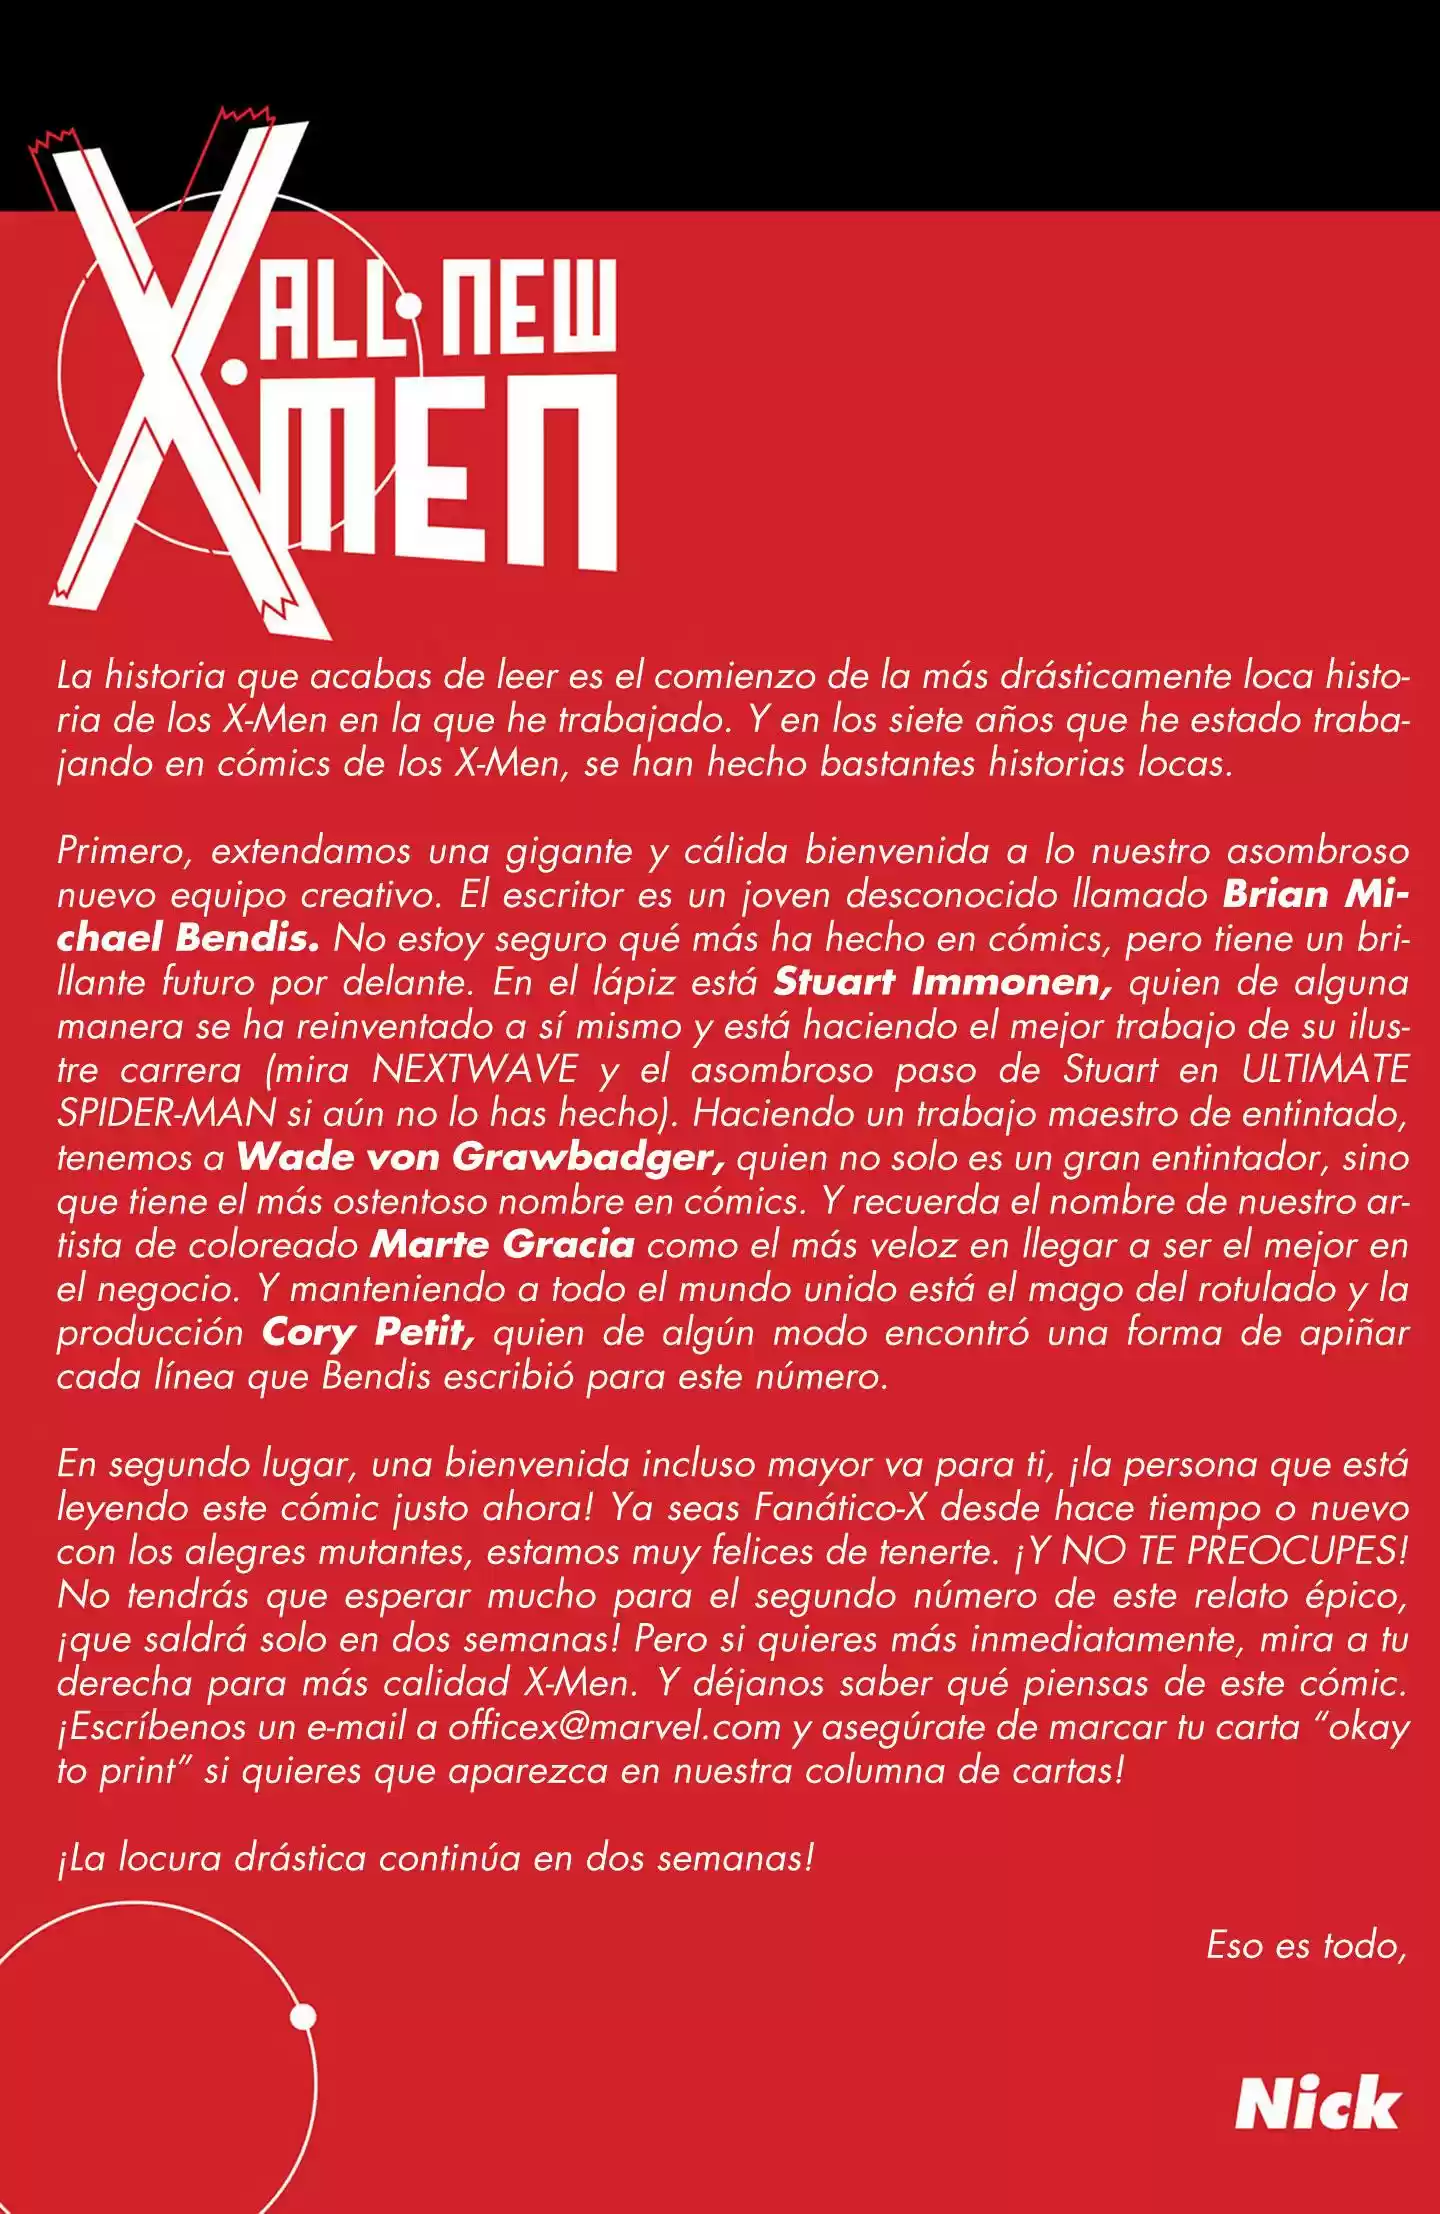 X
ALL NEW
X-MEN
La historia que acabas de leer es el comienzo de la más drásticamente loca histo-
ria de los X-Men en la que he trabajado. Y en los siete años que he estado traba-
jando en cómics de los X-Men, se han hecho bastantes historias locas.
Primero, extendamos una gigante y cálida bienvenida a lo nuestro asombroso
nuevo equipo creativo. El escritor es un joven desconocido llamado Brian Mi-
chael Bendis. No estoy seguro qué más ha hecho en cómics, pero tiene un bri-
llante futuro por delante. En el lápiz está Stuart Immonen, quien de alguna
manera se ha reinventado a sí mismo y está haciendo el mejor trabajo de su ilus-
tre carrera (mira NEXTWAVE y el asombroso paso de Stuart en ULTIMATE
SPIDER-MAN si aún no lo has hecho). Haciendo un trabajo maestro de entintado,
tenemos a Wade von Grawbadger, quien no solo es un gran entintador, sino
que tiene el más ostentoso nombre en cómics. Y recuerda el nombre de nuestro ar-
tista de coloreado Marte Gracia como el más veloz en llegar a ser el mejor en
el negocio. Y manteniendo a todo el mundo unido está el mago del rotulado y la
producción Cory Petit, quien de algún modo encontró una forma de apiñar
cada línea que Bendis escribió para este número.
En segundo lugar, una bienvenida incluso mayor va para ti, ¡la persona que está
leyendo este cómic justo ahora! Ya seas Fanático-X desde hace tiempo o nuevo
con los alegres mutantes, estamos muy felices de tenerte. ¡Y NO TE PREOCUPES!
No tendrás que esperar mucho para el segundo número de este relato épico,
¡que saldrá solo en dos semanas! Pero si quieres más inmediatamente, mira a tu
derecha para más calidad X-Men. Y déjanos saber qué piensas de este cómic.
¡Escríbenos un e-mail a officex@marvel.com y asegúrate de marcar tu carta “okay
to print” si quieres que aparezca en nuestra columna de cartas!
¡La locura drástica continúa en dos semanas!
Eso es todo,
Nick